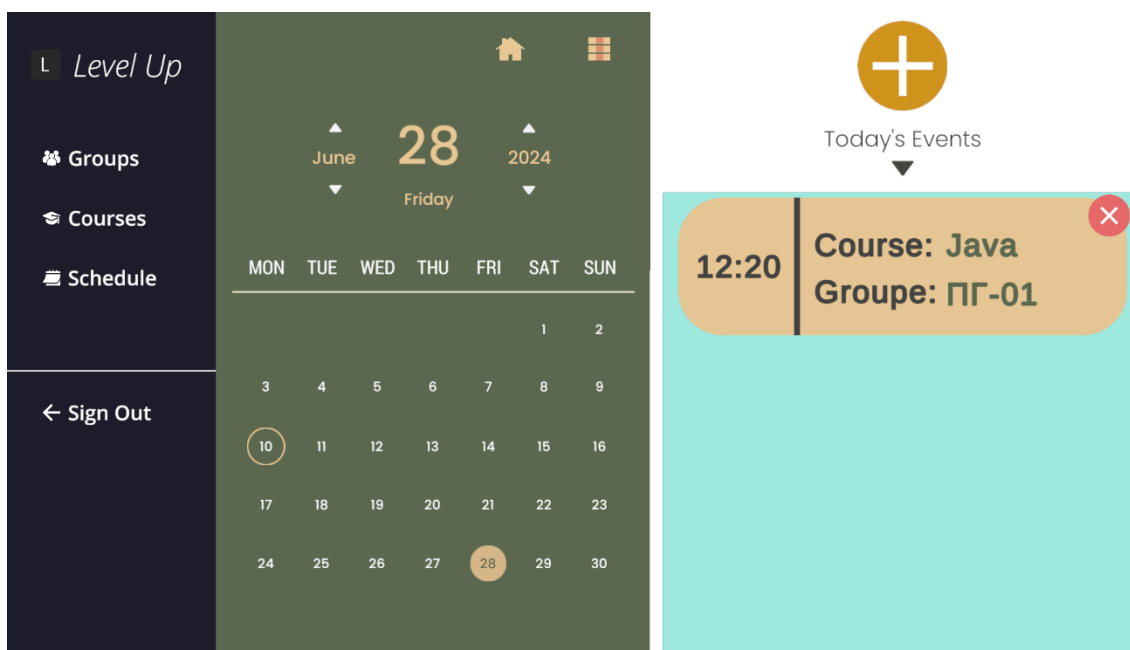 L Level Up
Groups
Courses
Schedule
Sign Out
June 28 2024
Friday
MON TUE WED THU FRI SAT SUN
1 2
3 4 5 6 7 8 9
10 11 12 13 14 15 16
17 18 19 20 21 22 23
24 25 26 27 28 29 30
Today's Events
12:20
Course: Java
Groupe: ПГ-01